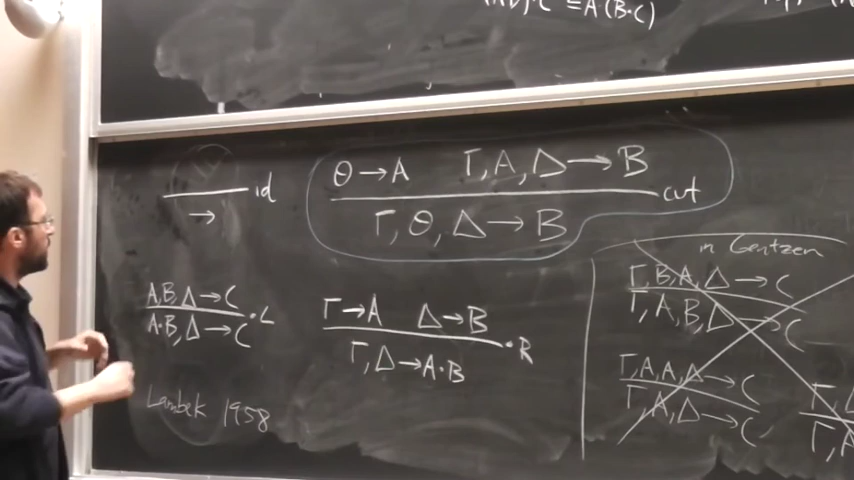 )·C = A(B·C)
id
→
Θ → A Γ, A, Δ → B
cut
Γ, Θ, Δ → B
A, B, Δ → C
·L
A·B, Δ → C
Γ → A Δ → B
·R
Γ, Δ → A·B
Lambek 1958
in Gentzen
Γ, B, A, Δ → C
Γ, A, B, Δ → C
Γ, A, A, Δ → C
Γ, A, Δ → C
Γ, Δ
Γ, A